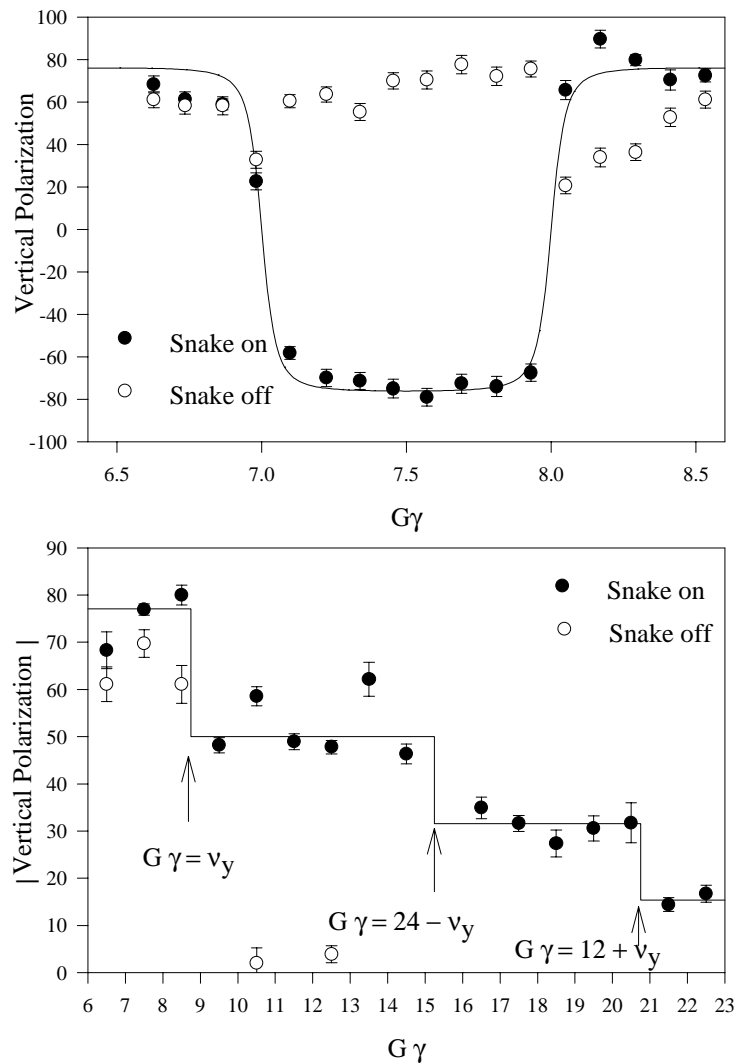 100
80
60
40
20
0
-20
-40
-60
-80
-100
Vertical Polarization
Snake on
Snake off
6.5 7.0 7.5 8.0 8.5
Gγ
90
80
70
60
50
40
30
20
10
0
| Vertical Polarization |
Snake on
Snake off
G γ = ν_y
G γ = 24 – ν_y
G γ = 12 + ν_y
6 7 8 9 10 11 12 13 14 15 16 17 18 19 20 21 22 23
G γ